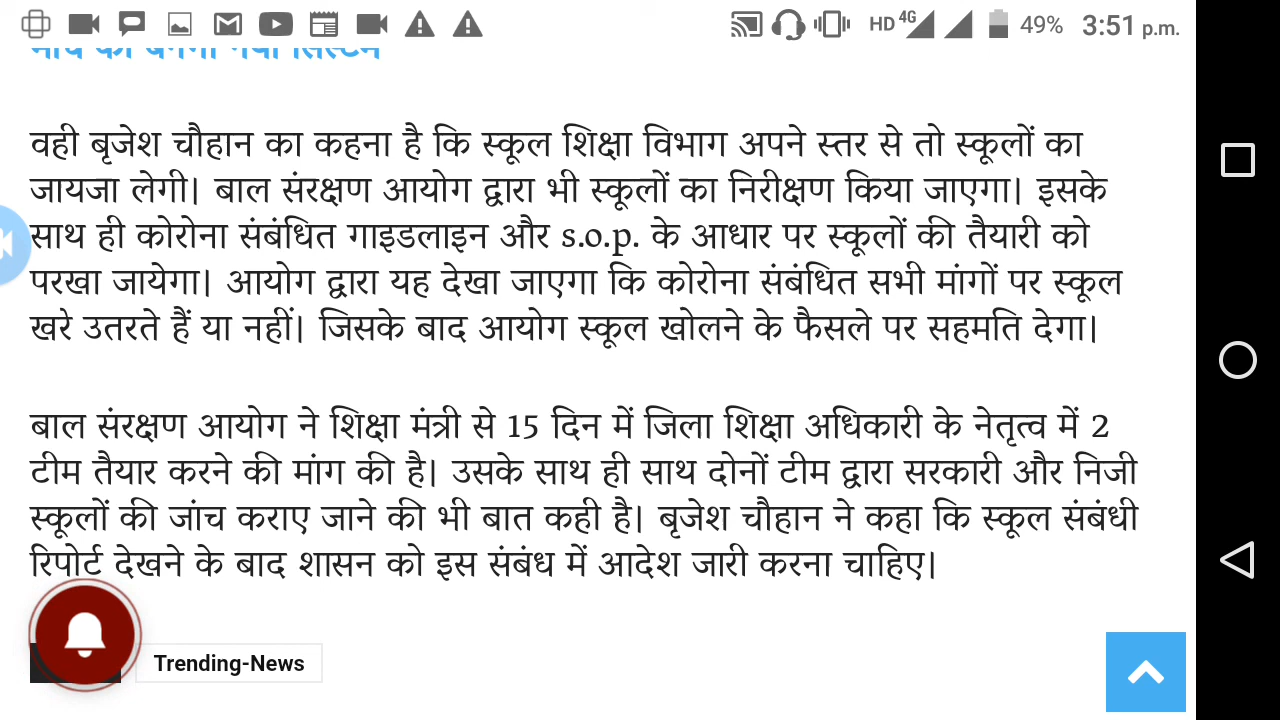 HD 4G 49% 3:51 p.m.
वही बृजेश चौहान का कहना है कि स्कूल शिक्षा विभाग अपने स्तर से तो स्कूलों का
जायजा लेगी। बाल संरक्षण आयोग द्वारा भी स्कूलों का निरीक्षण किया जाएगा। इसके
साथ ही कोरोना संबंधित गाइडलाइन और s.o.p. के आधार पर स्कूलों की तैयारी को
परखा जायेगा। आयोग द्वारा यह देखा जाएगा कि कोरोना संबंधित सभी मांगों पर स्कूल
खरे उतरते हैं या नहीं। जिसके बाद आयोग स्कूल खोलने के फैसले पर सहमति देगा।
बाल संरक्षण आयोग ने शिक्षा मंत्री से 15 दिन में जिला शिक्षा अधिकारी के नेतृत्व में 2
टीम तैयार करने की मांग की है। उसके साथ ही साथ दोनों टीम द्वारा सरकारी और निजी
स्कूलों की जांच कराए जाने की भी बात कही है। बृजेश चौहान ने कहा कि स्कूल संबंधी
रिपोर्ट देखने के बाद शासन को इस संबंध में आदेश जारी करना चाहिए।
Trending-News